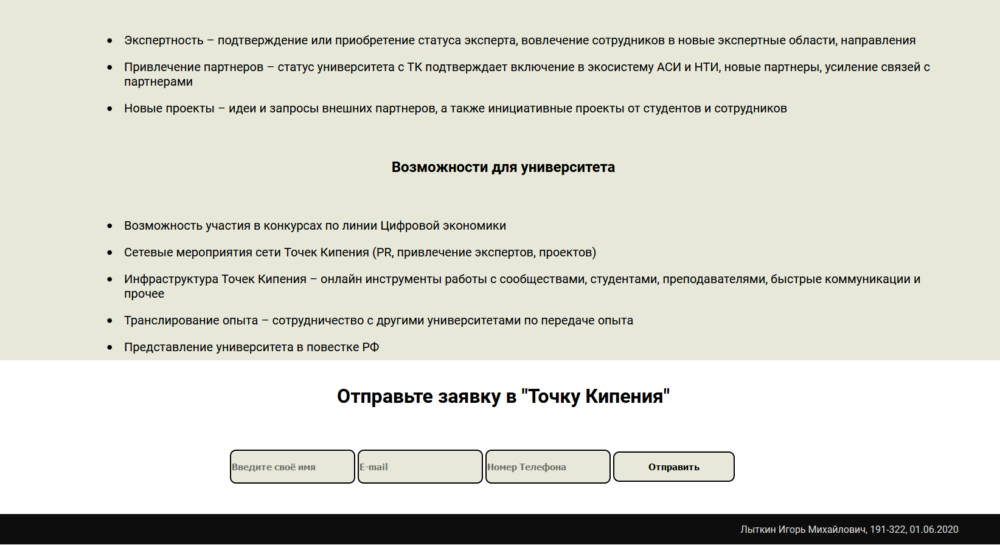 Экспертность – подтверждение или приобретение статуса эксперта, вовлечение сотрудников в новые экспертные области, направления
Привлечение партнеров – статус университета с ТК подтверждает включение в экосистему АСИ и НТИ, новые партнеры, усиление связей с
партнерами
Новые проекты – идеи и запросы внешних партнеров, а также инициативные проекты от студентов и сотрудников
Возможности для университета
Возможность участия в конкурсах по линии Цифровой экономики
Сетевые мероприятия сети Точек Кипения (PR, привлечение экспертов, проектов)
Инфраструктура Точек Кипения – онлайн инструменты работы с сообществами, студентами, преподавателями, быстрые коммуникации и
прочее
Транслирование опыта – сотрудничество с другими университетами по передаче опыта
Представление университета в повестке РФ
Отправьте заявку в "Точку Кипения"
Введите своё имя E-mail Номер Телефона Отправить
Лыткин Игорь Михайлович, 191-322, 01.06.2020